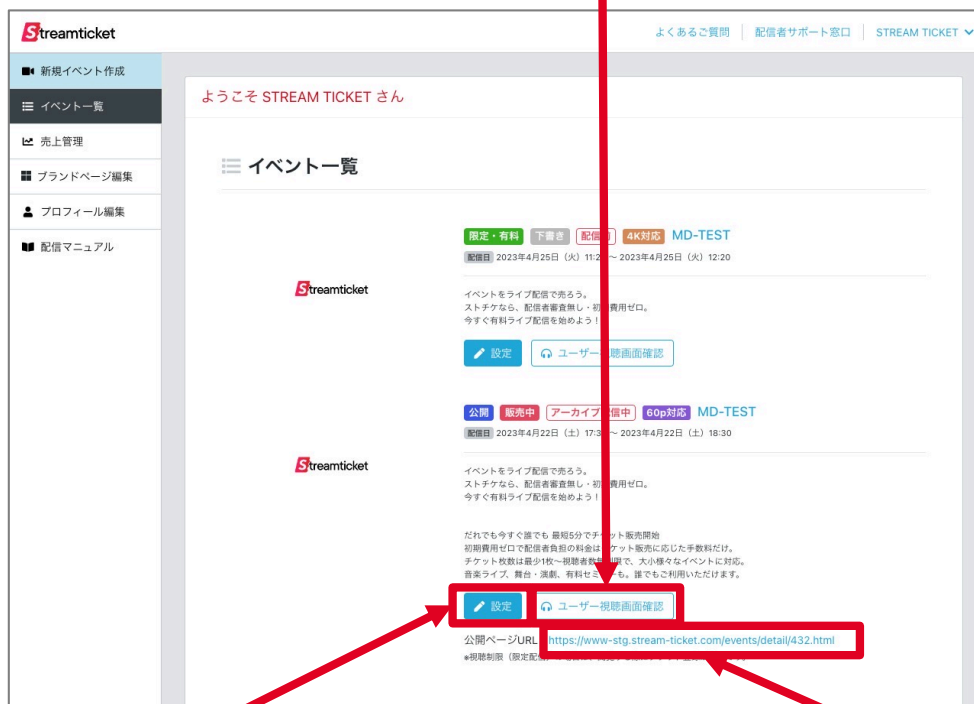 Streamticket
よくあるご質問 配信者サポート窓口 STREAM TICKET
新規イベント作成
イベント一覧
売上管理
ブランドページ編集
プロフィール編集
配信マニュアル
ようこそ STREAM TICKET さん
イベント一覧
限定・有料 下書き 配信 4K対応 MD-TEST
配信日 2023年4月25日（火）11:2 ～ 2023年4月25日（火）12:20
Streamticket
イベントをライブ配信で売ろう。
ストチケなら、配信者審査無し・初 費用ゼロ。
今すぐ有料ライブ配信を始めよう！
設定 ユーザー 聴画面確認
公開 販売中 アーカイブ 信中 60p対応 MD-TEST
配信日 2023年4月22日（土）17:3 ～ 2023年4月22日（土）18:30
Streamticket
イベントをライブ配信で売ろう。
ストチケなら、配信者審査無し・初 費用ゼロ。
今すぐ有料ライブ配信を始めよう！
だれでも今すぐ誰でも 最短5分でチ ット販売開始
初期費用ゼロで配信者負担の料金は ケット販売に応じた手数料だけ。
チケット枚数は最少1枚～視聴者数 限で、大小様々なイベントに対応。
音楽ライブ、舞台・演劇、有料セミ も。誰でもご利用いただけます。
設定 ユーザー視聴画面確認
公開ページURL https://www-stg.stream-ticket.com/events/detail/432.html
*視聴制限（限定配